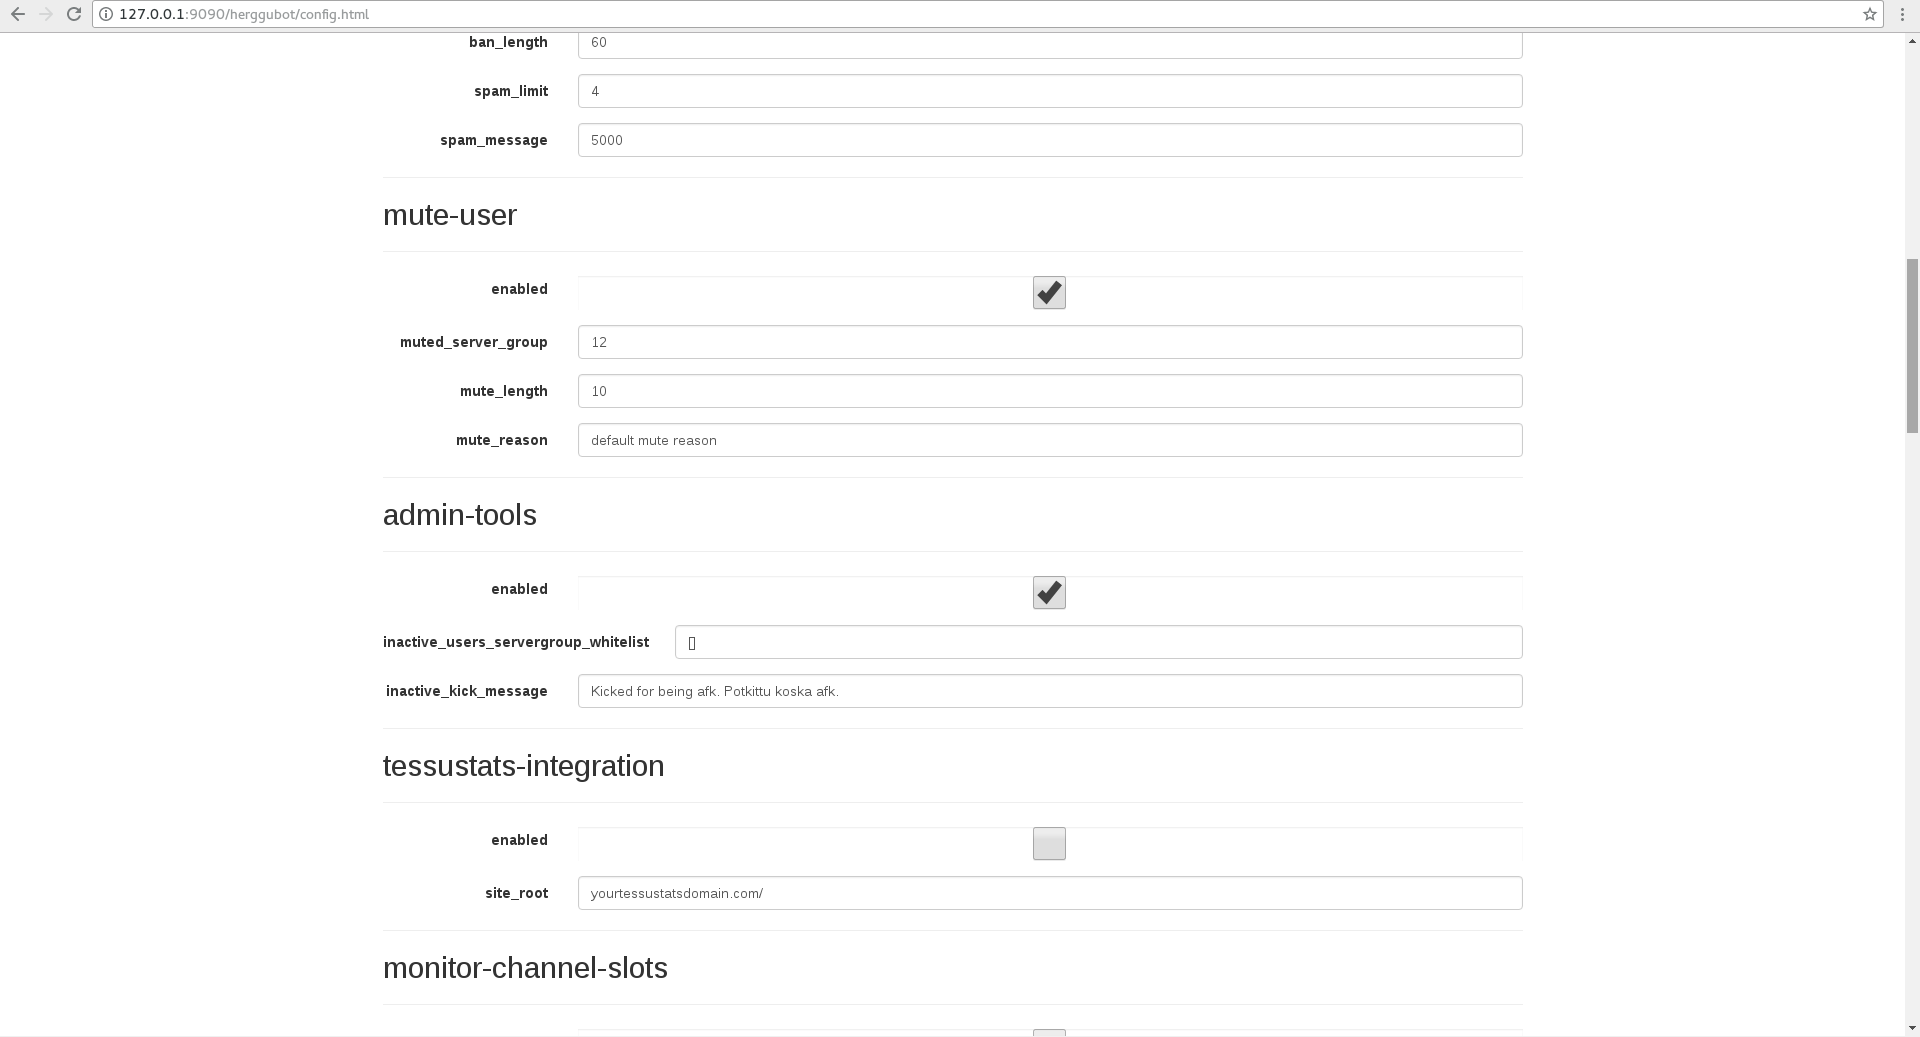 127.0.0.1:9090/herggubot/config.html
ban_length 60
spam_limit 4
spam_message 5000
mute-user
enabled
muted_server_group 12
mute_length 10
mute_reason default mute reason
admin-tools
enabled
inactive_users_servergroup_whitelist []
inactive_kick_message Kicked for being afk. Potkittu koska afk.
tessustats-integration
enabled
site_root yourtessustatsdomain.com/
monitor-channel-slots